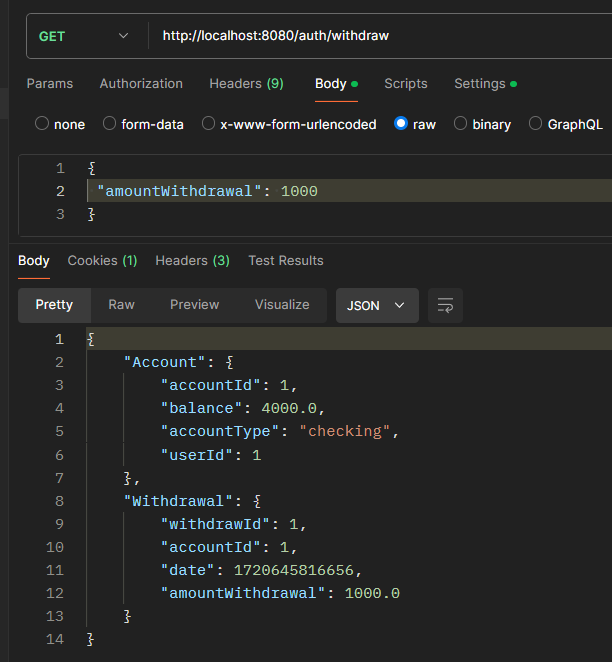 GET http://localhost:8080/auth/withdraw
Params Authorization Headers (9) Body Scripts Settings
none form-data x-www-form-urlencoded raw binary GraphQL
1 {
2 "amountWithdrawal": 1000
3 }
Body Cookies (1) Headers (3) Test Results
Pretty Raw Preview Visualize JSON
1 {
2 "Account": {
3 "accountId": 1,
4 "balance": 4000.0,
5 "accountType": "checking",
6 "userId": 1
7 },
8 "Withdrawal": {
9 "withdrawId": 1,
10 "accountId": 1,
11 "date": 1720645816656,
12 "amountWithdrawal": 1000.0
13 }
14 }